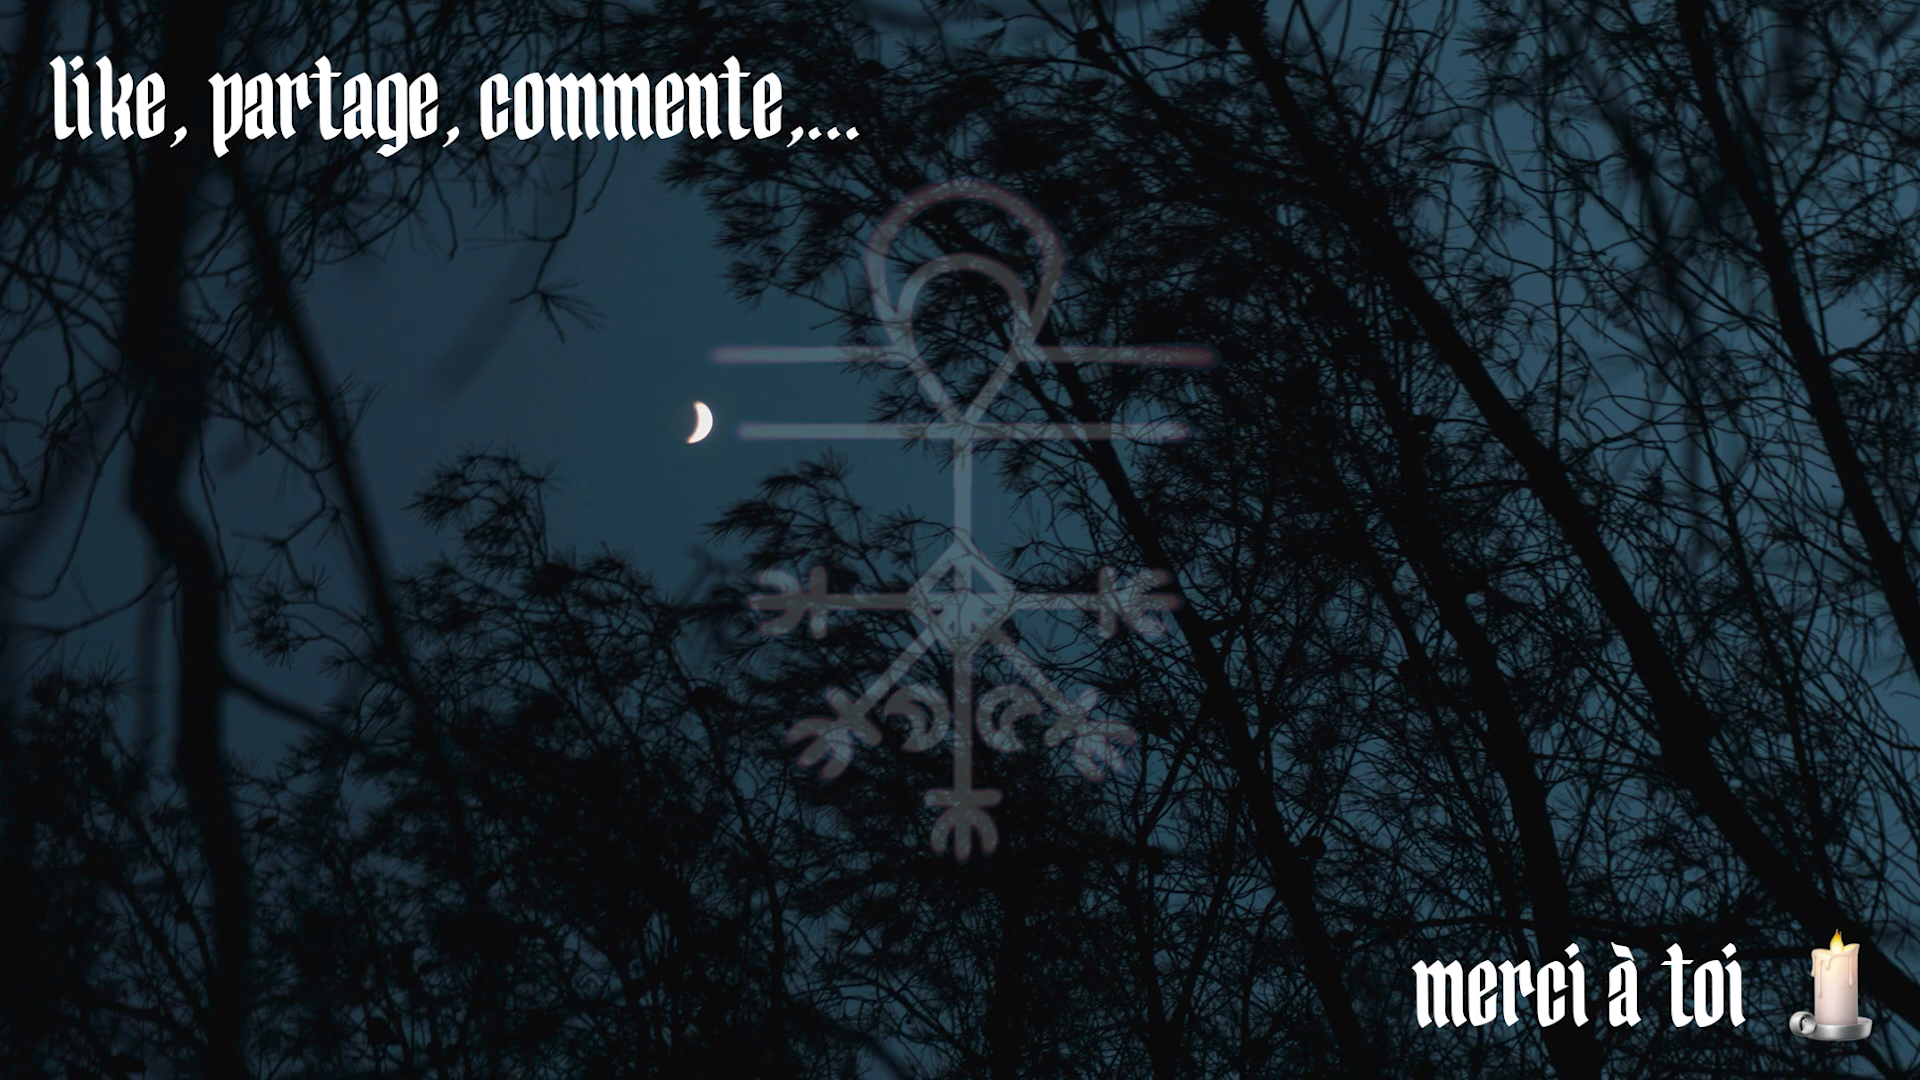 like, partage, commente,...
merci à toi